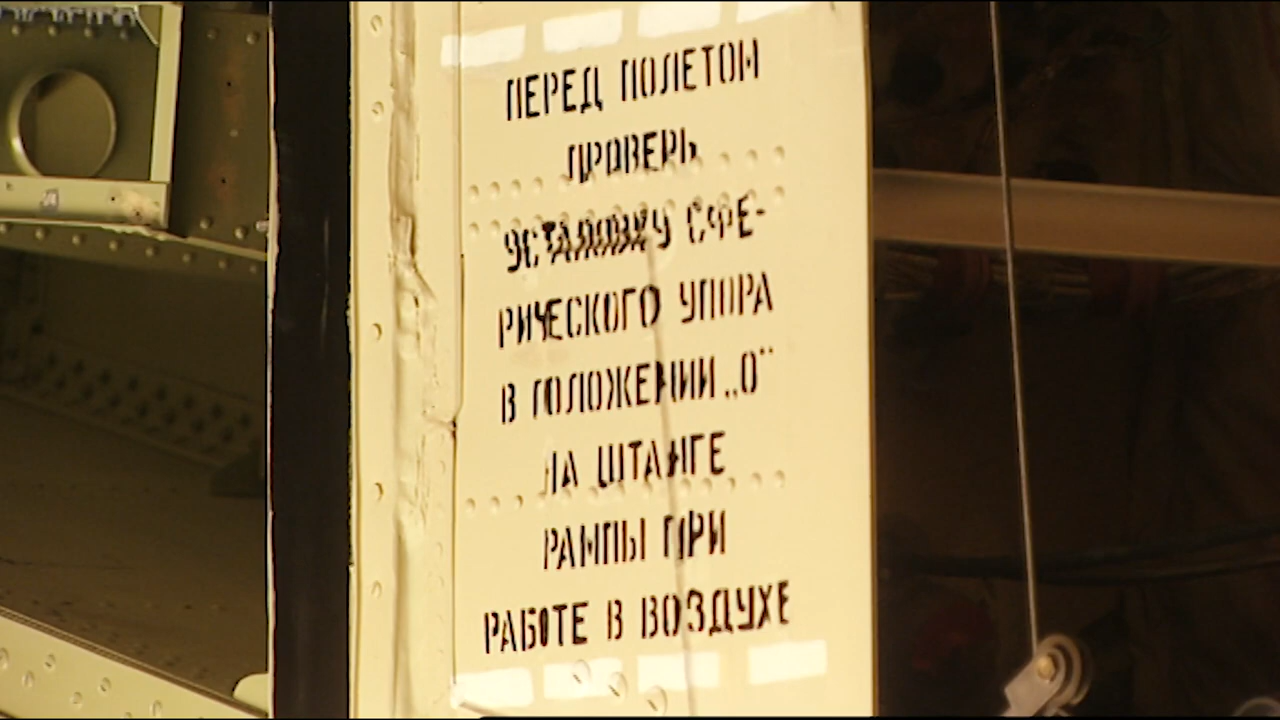 ПЕРЕД ПОЛЕТОМ
ПРОВЕРЬ
УСТАНОВКУ СФЕ-
РИЧЕСКОГО УПОРА
В ПОЛОЖЕНИИ „0"
НА ШТАНГЕ
РАМПЫ ПРИ
РАБОТЕ В ВОЗДУХЕ